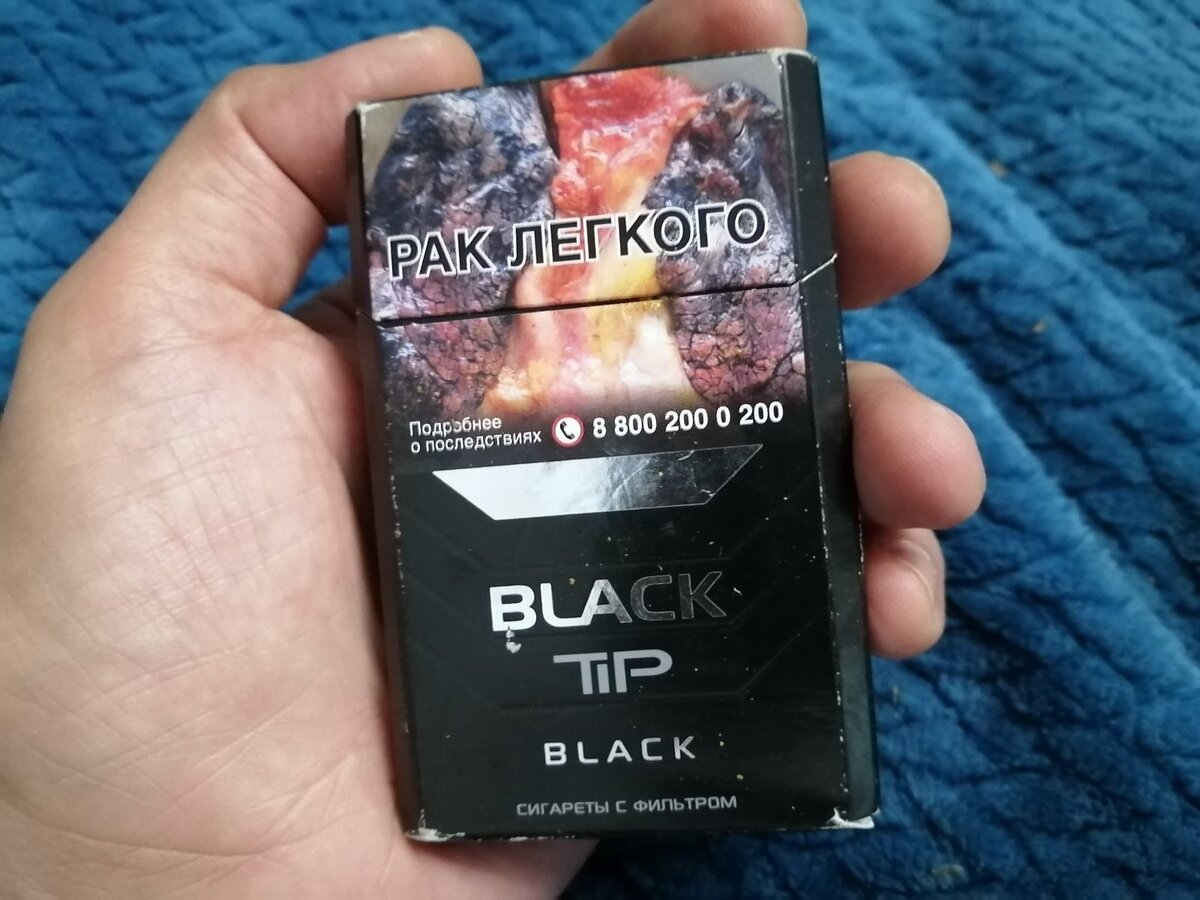 РАК ЛЕГКОГО
Подробнее
о последствиях
8 800 200 0 200
BLACK
TiP
BLACK
СИГАРЕТЫ С ФИЛЬТРОМ